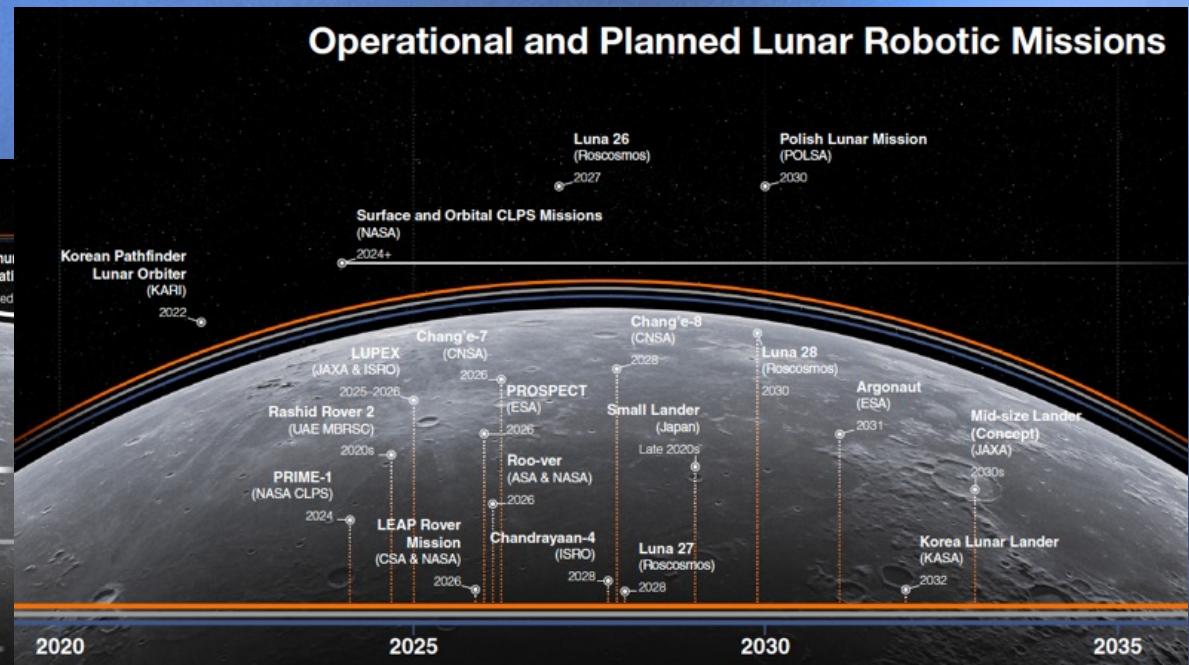 Operational and Planned Lunar Robotic Missions
Luna 26
(Roscosmos)
2027
Polish Lunar Mission
(POLSA)
2030
Surface and Orbital CLPS Missions
(NASA)
2024+
Korean Pathfinder
Lunar Orbiter
(KARI)
2022
Chang'e-7
(CNSA)
2026
Chang'e-8
(CNSA)
2028
LUPEX
(JAXA & ISRO)
2025-2026
Luna 28
(Roscosmos)
2030
PROSPECT
(ESA)
2026
Argonaut
(ESA)
2031
Rashid Rover 2
(UAE MBRSC)
2020s
Small Lander
(Japan)
Late 2020s
Mid-size Lander
(Concept)
(JAXA)
2030s
Roo-ver
(ASA & NASA)
2026
PRIME-1
(NASA CLPS)
2024
LEAP Rover
Mission
(CSA & NASA)
2026
Chandrayaan-4
(ISRO)
2028
Luna 27
(Roscosmos)
2028
Korea Lunar Lander
(KASA)
2032
2020
2025
2030
2035